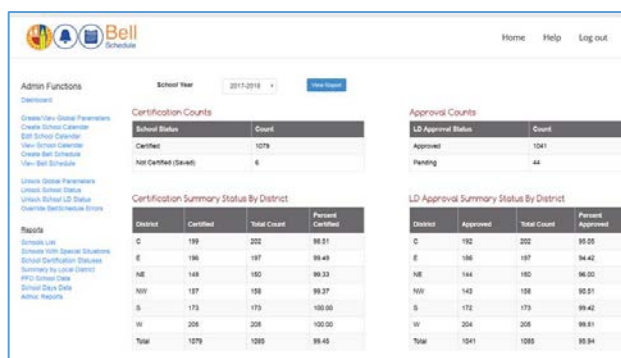 Bell
Schedule
Home Help Log out
Admin Functions
Dashboard
Create/View Global Parameters
Create School Calendar
Edit School Calendar
View School Calendar
Create Bell Schedule
View Bell Schedule
Unlock Global Parameters
Unlock School Status
Unlock School LD Status
Override BellSchedule Errors
Reports
Schools List
Schools With Special Situations
School Certification Statuses
Summary by Local District
PFD School Data
School Days Data
Adhoc Reports
School Year 2017-2018 View Report
Certification Counts
School Status Count
Certified 1079
Not Certified (Saved) 6
Certification Summary Status By District
District Certified Total Count Percent Certified
C 199 202 98.51
E 196 197 99.49
NE 149 150 99.33
NW 157 158 99.37
S 173 173 100.00
W 205 205 100.00
Total 1079 1085 99.45
Approval Counts
LD Approval Status Count
Approved 1041
Pending 44
LD Approval Summary Status By District
District Approved Total Count Percent Approved
C 192 202 95.05
E 186 197 94.42
NE 144 150 96.00
NW 143 158 90.51
S 172 173 99.42
W 204 205 99.51
Total 1041 1085 95.94